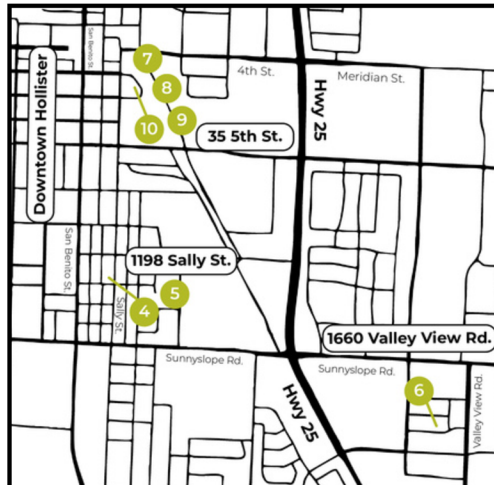 San Benito St.
7
4th St.
Meridian St.
8
Hwy 25
9
10
35 5th St.
Downtown Hollister
San Benito St.
1198 Sally St.
5
4
Sally St.
1660 Valley View Rd.
Sunnyslope Rd.
Sunnyslope Rd.
6
Hwy 25
Valley View Rd.